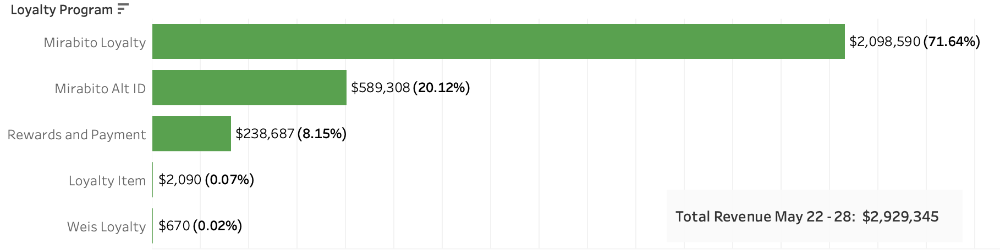 Loyalty Program
Mirabito Loyalty $2,098,590 (71.64%)
Mirabito Alt ID $589,308 (20.12%)
Rewards and Payment $238,687 (8.15%)
Loyalty Item $2,090 (0.07%)
Weis Loyalty $670 (0.02%)
Total Revenue May 22 - 28: $2,929,345